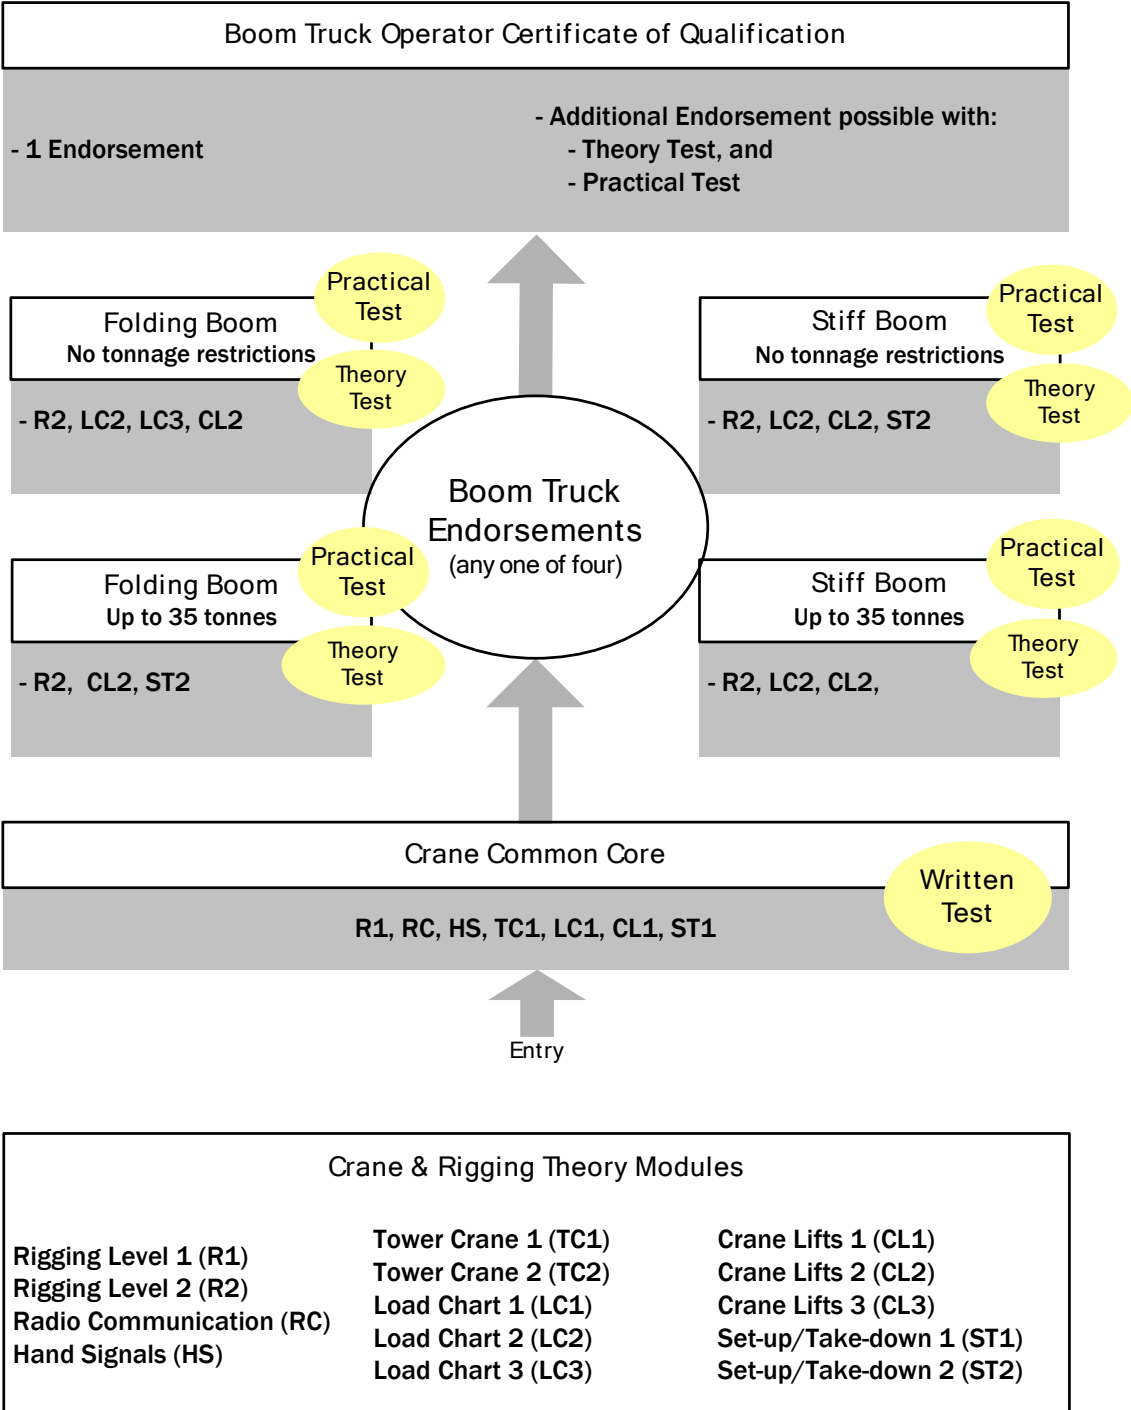 Boom Truck Operator Certificate of Qualification
- 1 Endorsement
- Additional Endorsement possible with:
- Theory Test, and
- Practical Test
Folding Boom
No tonnage restrictions
Practical
Test
Theory
Test
- R2, LC2, LC3, CL2
Stiff Boom
No tonnage restrictions
Practical
Test
Theory
Test
- R2, LC2, CL2, ST2
Boom Truck
Endorsements
(any one of four)
Folding Boom
Up to 35 tonnes
Practical
Test
Theory
Test
- R2, CL2, ST2
Stiff Boom
Up to 35 tonnes
Practical
Test
Theory
Test
- R2, LC2, CL2,
Crane Common Core
Written
Test
R1, RC, HS, TC1, LC1, CL1, ST1
Entry
Crane & Rigging Theory Modules
Rigging Level 1 (R1)
Rigging Level 2 (R2)
Radio Communication (RC)
Hand Signals (HS)
Tower Crane 1 (TC1)
Tower Crane 2 (TC2)
Load Chart 1 (LC1)
Load Chart 2 (LC2)
Load Chart 3 (LC3)
Crane Lifts 1 (CL1)
Crane Lifts 2 (CL2)
Crane Lifts 3 (CL3)
Set-up/Take-down 1 (ST1)
Set-up/Take-down 2 (ST2)